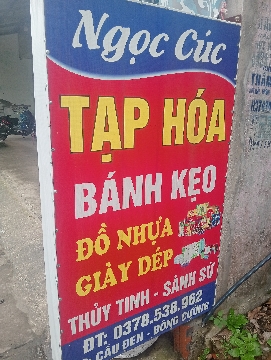 Ngọc Cúc
TẠP HÓA
BÁNH KẸO
ĐỒ NHỰA
GIÀY DÉP
THỦY TINH - SÀNH SỨ
ĐT: 0378.538.962
CẦU ĐEN - ĐÔNG CƯƠNG